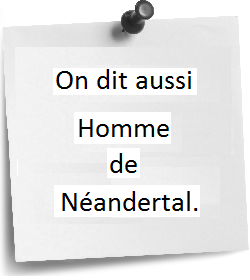 On dit aussi
Homme
de
Néandertal.